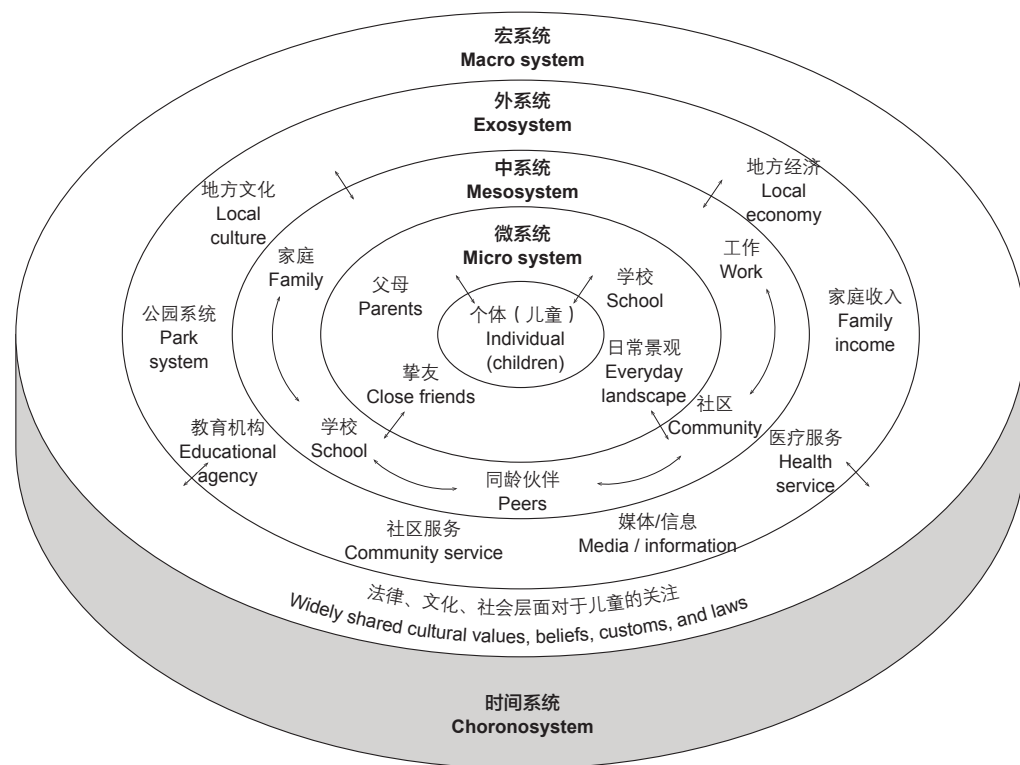 宏系统
Macro system
外系统
Exosystem
中系统
Mesosystem
地方文化
Local
culture
地方经济
Local
economy
微系统
Micro system
家庭
Family
工作
Work
父母
Parents
学校
School
公园系统
Park
system
个体（儿童）
Individual
(children)
家庭收入
Family
income
日常景观
Everyday
landscape
挚友
Close friends
教育机构
Educational
agency
学校
School
社区
Community
医疗服务
Health
service
同龄伙伴
Peers
社区服务
Community service
媒体/信息
Media / information
法律、文化、社会层面对于儿童的关注
Widely shared cultural values, beliefs, customs, and laws
时间系统
Choronosystem